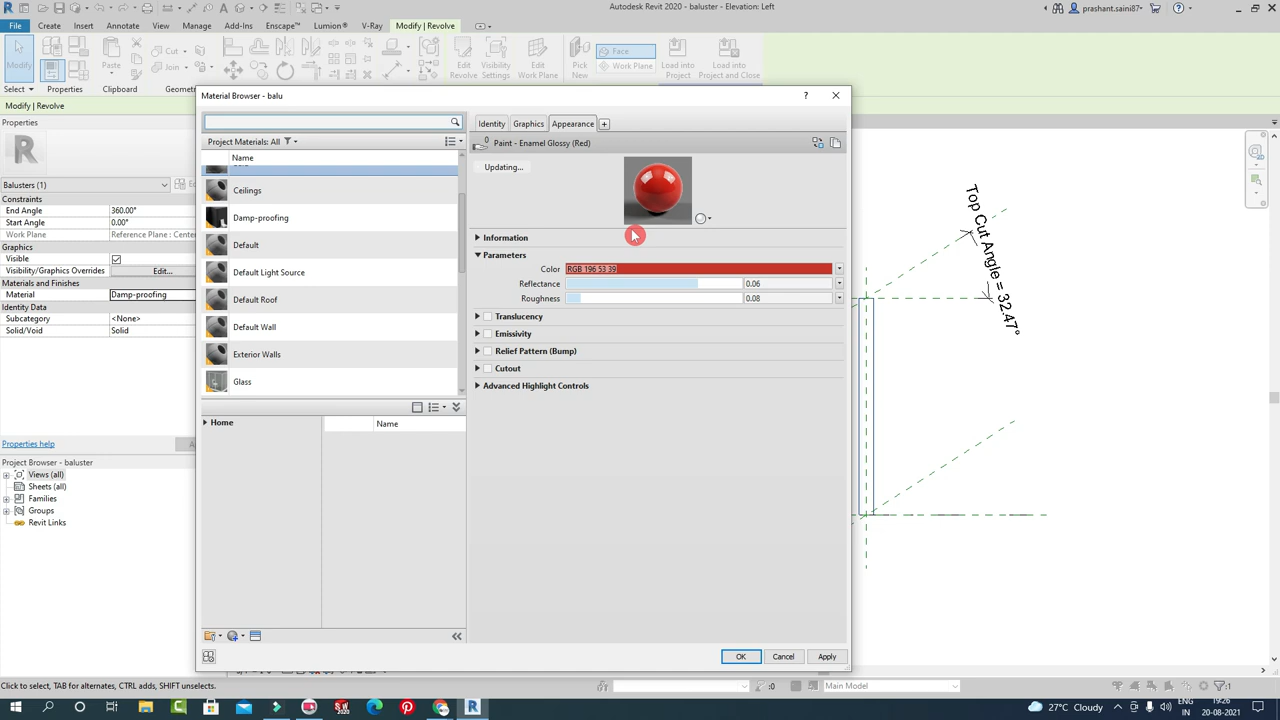 Autodesk Revit 2020 - baluster - Elevation: Left
prashant.saini87
File Create Insert Annotate View Manage Add-Ins Enscape™ Lumion® V-Ray Modify | Revolve
Modify Paste Cut Join Edit Revolve Visibility Settings Edit Work Plane Pick New Face Work Plane Load into Project Load into Project and Close
Select Properties Clipboard Geomet
Modify | Revolve
Properties
Balusters (1)
Constraints
End Angle 360.00°
Start Angle 0.00°
Work Plane Reference Plane : Cente
Graphics
Visible
Visibility/Graphics Overrides Edit...
Materials and Finishes
Material Damp-proofing
Identity Data
Subcategory <None>
Solid/Void Solid
Properties help
Project Browser - baluster
Views (all)
Sheets (all)
Families
Groups
Revit Links
Material Browser - balu
?
Project Materials: All
Name
Ceilings
Damp-proofing
Default
Default Light Source
Default Roof
Default Wall
Exterior Walls
Glass
Home
Name
Identity Graphics Appearance +
0
Paint - Enamel Glossy (Red)
Updating...
Information
Parameters
Color RGB 196 53 39
Reflectance 0.06
Roughness 0.08
Translucency
Emissivity
Relief Pattern (Bump)
Cutout
Advanced Highlight Controls
OK Cancel Apply
Top Cut Angle = 32.47°
Click to select, TAB for alternates, CTRL adds, SHIFT unselects.
:0
Main Model
:1
27°C Cloudy
ENG
IN
19:26
20-08-2021